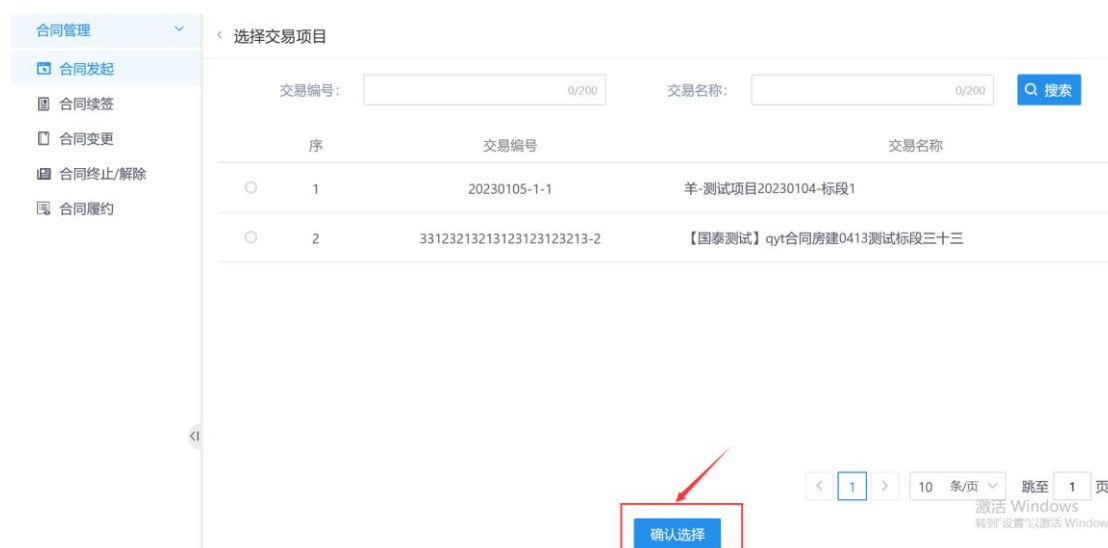 合同管理
选择交易项目
合同发起
交易编号: 0/200 交易名称: 0/200 搜索
合同续签
合同变更
序 交易编号 交易名称
合同终止/解除
1 20230105-1-1 羊-测试项目20230104-标段1
合同履约
2 33123213213123123123213-2 【国泰测试】qyt合同房建0413测试标段三十三
< 1 > 10 条/页 跳至 1 页
激活 Windows
转到"设置"以激活 Window
确认选择